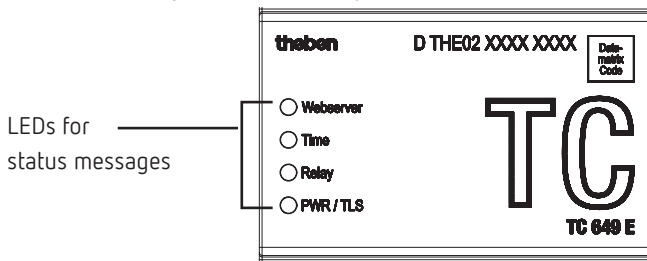 theben
D THE02 XXXX XXXX
Data-
matrix
Code
LEDs for
status messages
Webserver
Time
Relay
PWR / TLS
TC
TC 649 E